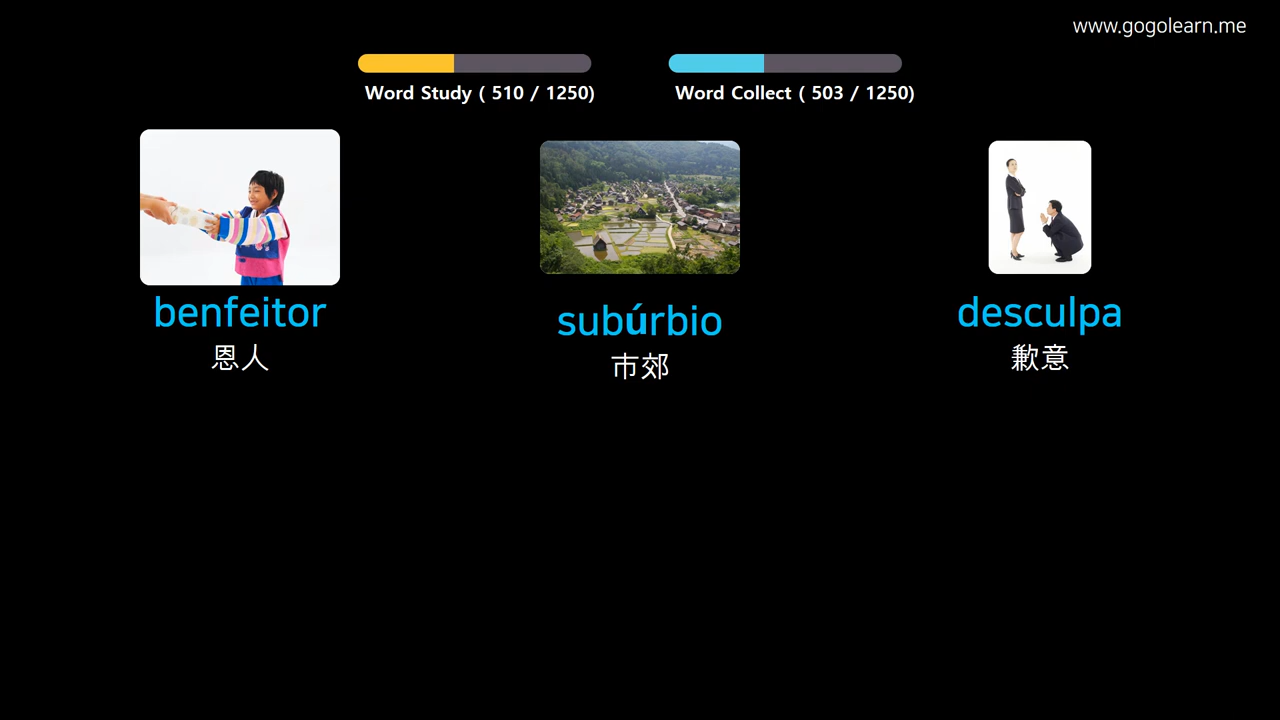 www.gogolearn.me
Word Study ( 510 / 1250)
Word Collect ( 503 / 1250)
benfeitor
恩人
subúrbio
市郊
desculpa
歉意